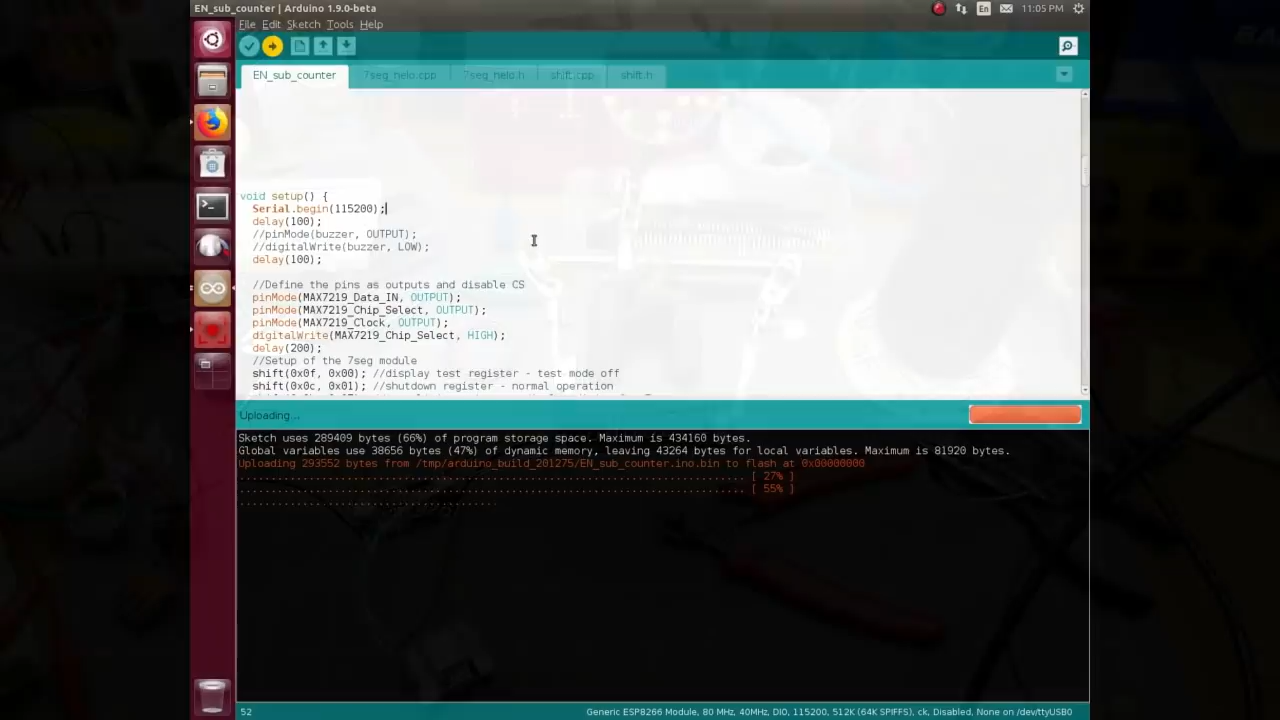 EN_sub_counter | Arduino 1.9.0-beta
En
11:05 PM
File Edit Sketch Tools Help
EN_sub_counter 7seg_nelo.cpp 7seg_nelo.h shift.cpp shift.h
void setup() {
Serial.begin(115200);
delay(100);
//pinMode(buzzer, OUTPUT);
//digitalWrite(buzzer, LOW);
delay(100);
//Define the pins as outputs and disable CS
pinMode(MAX7219_Data_IN, OUTPUT);
pinMode(MAX7219_Chip_Select, OUTPUT);
pinMode(MAX7219_Clock, OUTPUT);
digitalWrite(MAX7219_Chip_Select, HIGH);
delay(200);
//Setup of the 7seg module
shift(0x0f, 0x00); //display test register - test mode off
shift(0x0c, 0x01); //shutdown register - normal operation
Uploading...
Sketch uses 289409 bytes (66%) of program storage space. Maximum is 434160 bytes.
Global variables use 38656 bytes (47%) of dynamic memory, leaving 43264 bytes for local variables. Maximum is 81920 bytes.
Uploading 293552 bytes from /tmp/arduino_build_201275/EN_sub_counter.ino.bin to flash at 0x00000000
................................................................................ [ 27% ]
................................................................................ [ 55% ]
.........................................
52
Generic ESP8266 Module, 80 MHz, 40MHz, DIO, 115200, 512K (64K SPIFFS), ck, Disabled, None on /dev/ttyUSB0